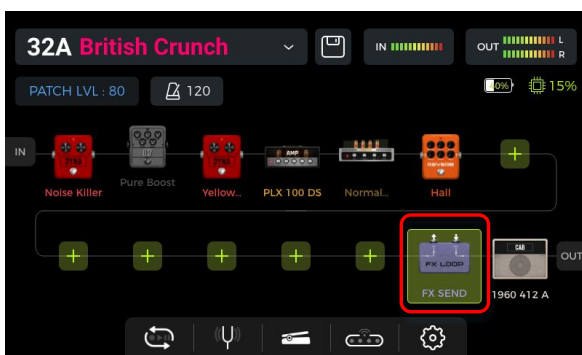 32A British Crunch
IN
OUT
L
R
PATCH LVL : 80
120
0%
15%
IN
AMP
REVERB
Noise Killer
Pure Boost
Yellow...
PLX 100 DS
Normal...
Hall
FX LOOP
CAB
OUT
FX SEND
1960 412 A